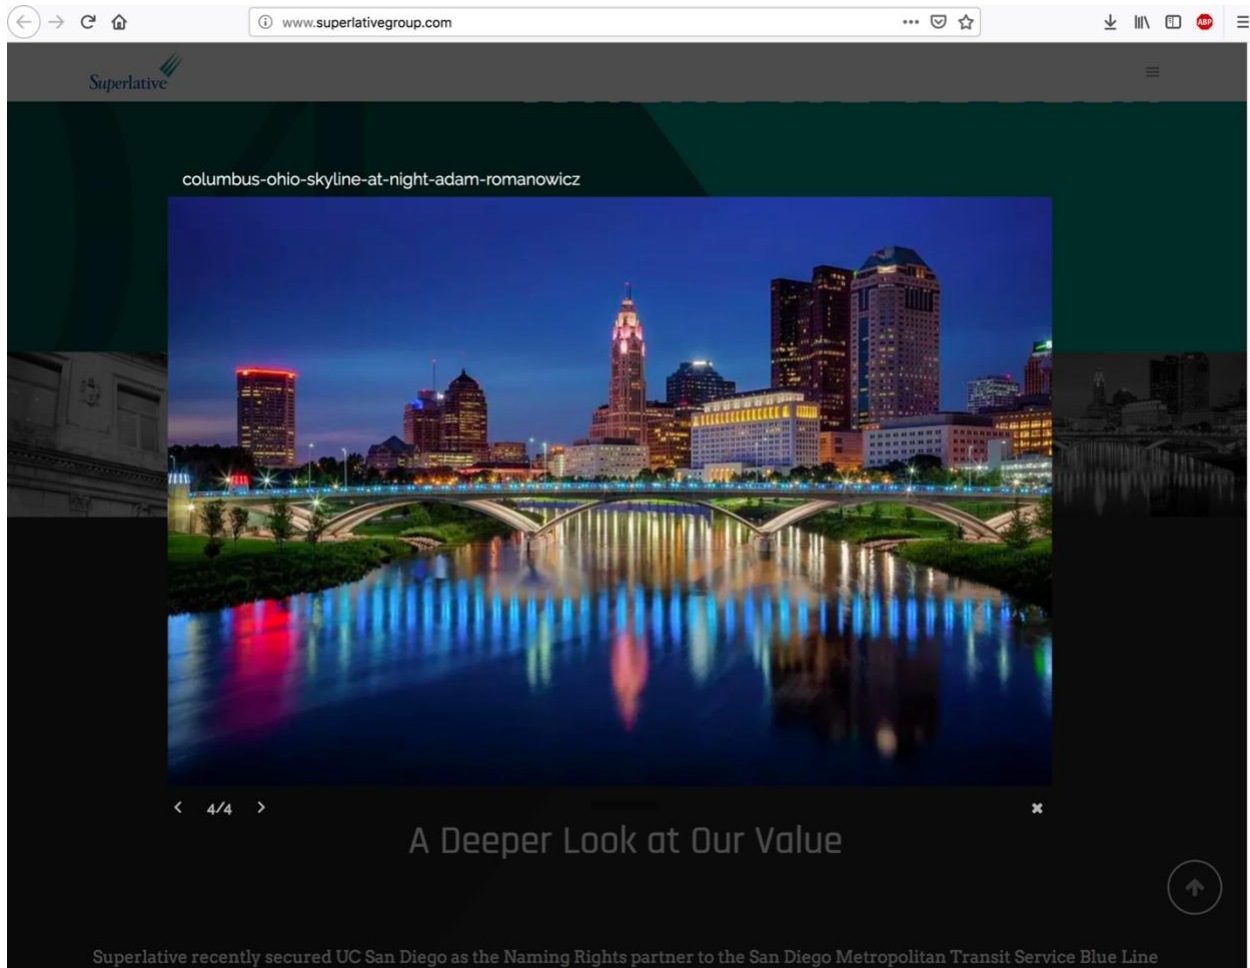 www.superlativegroup.com
ABP
Superlative
columbus-ohio-skyline-at-night-adam-romanowicz
4/4
A Deeper Look at Our Value
Superlative recently secured UC San Diego as the Naming Rights partner to the San Diego Metropolitan Transit Service Blue Line